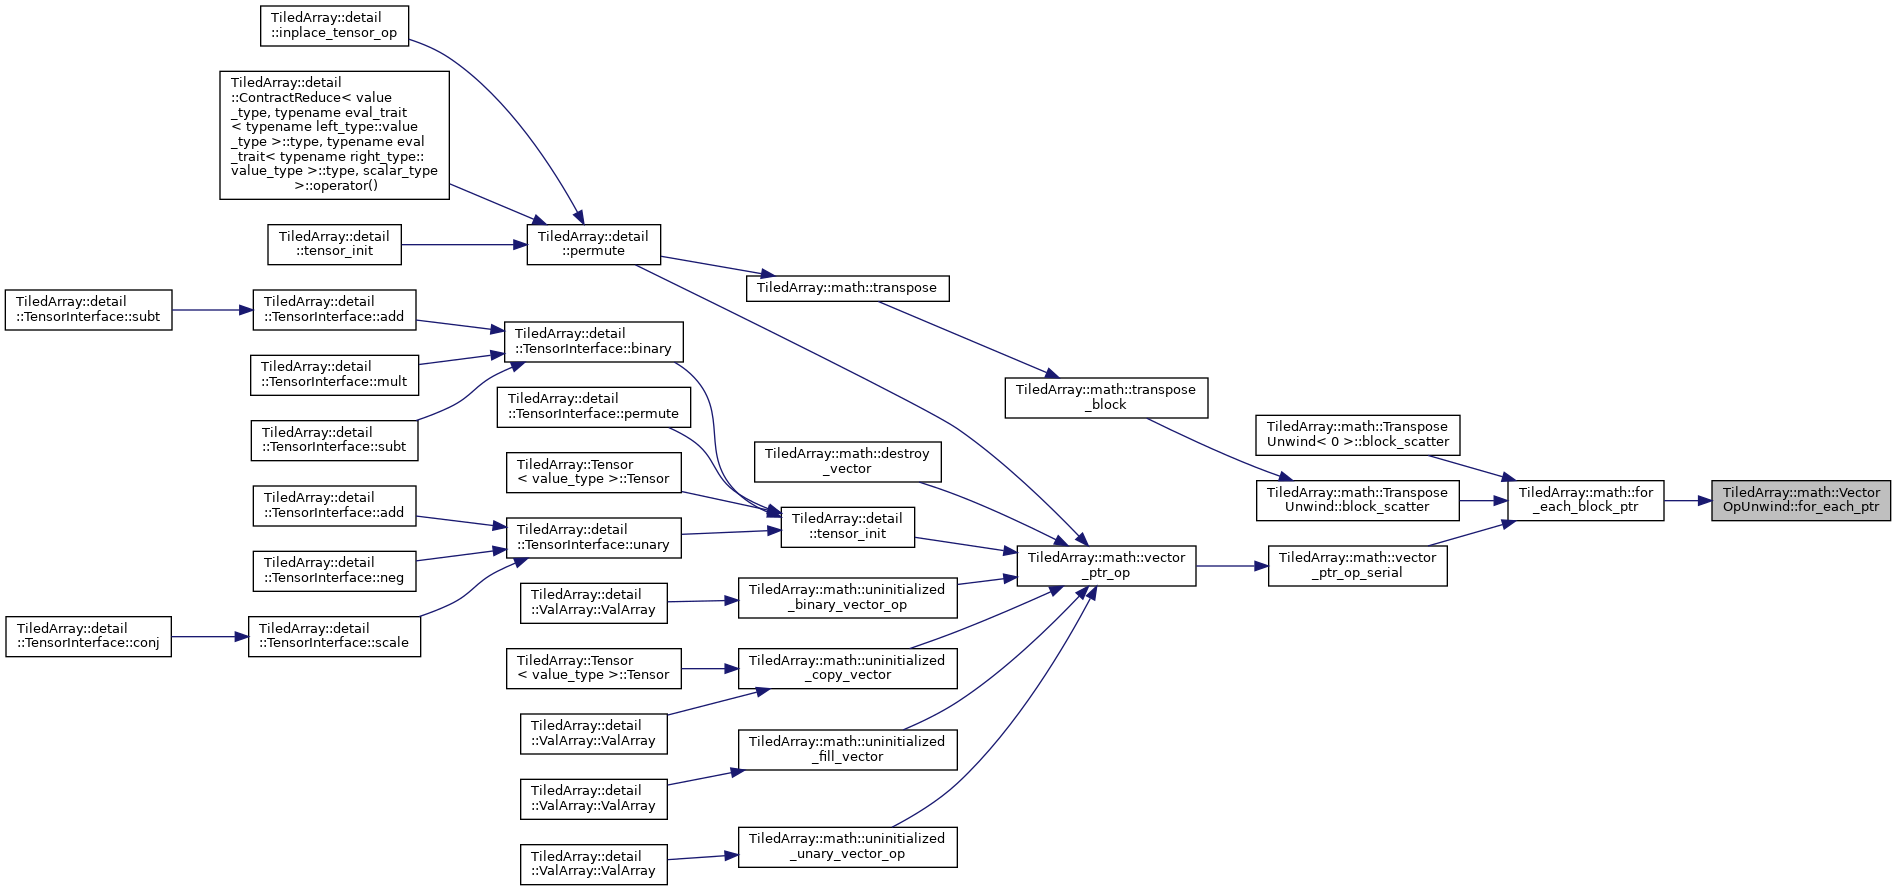 TiledArray::detail
::inplace_tensor_op
TiledArray::detail
::ContractReduce< value
_type, typename eval_trait
< typename left_type::value
_type >::type, typename eval
_trait< typename right_type::
value_type >::type, scalar_type
>::operator()
TiledArray::detail
::tensor_init
TiledArray::detail
::permute
TiledArray::math::transpose
TiledArray::detail
::TensorInterface::subt
TiledArray::detail
::TensorInterface::add
TiledArray::detail
::TensorInterface::binary
TiledArray::detail
::TensorInterface::mult
TiledArray::detail
::TensorInterface::permute
TiledArray::math::transpose
_block
TiledArray::detail
::TensorInterface::subt
TiledArray::math::destroy
_vector
TiledArray::math::Transpose
Unwind< 0 >::block_scatter
TiledArray::Tensor
< value_type >::Tensor
TiledArray::detail
::TensorInterface::add
TiledArray::detail
::TensorInterface::unary
TiledArray::detail
::tensor_init
TiledArray::math::Transpose
Unwind::block_scatter
TiledArray::math::for
_each_block_ptr
TiledArray::math::Vector
OpUnwind::for_each_ptr
TiledArray::detail
::TensorInterface::neg
TiledArray::math::vector
_ptr_op
TiledArray::math::vector
_ptr_op_serial
TiledArray::detail
::ValArray::ValArray
TiledArray::math::uninitialized
_binary_vector_op
TiledArray::detail
::TensorInterface::conj
TiledArray::detail
::TensorInterface::scale
TiledArray::Tensor
< value_type >::Tensor
TiledArray::math::uninitialized
_copy_vector
TiledArray::detail
::ValArray::ValArray
TiledArray::math::uninitialized
_fill_vector
TiledArray::detail
::ValArray::ValArray
TiledArray::math::uninitialized
_unary_vector_op
TiledArray::detail
::ValArray::ValArray